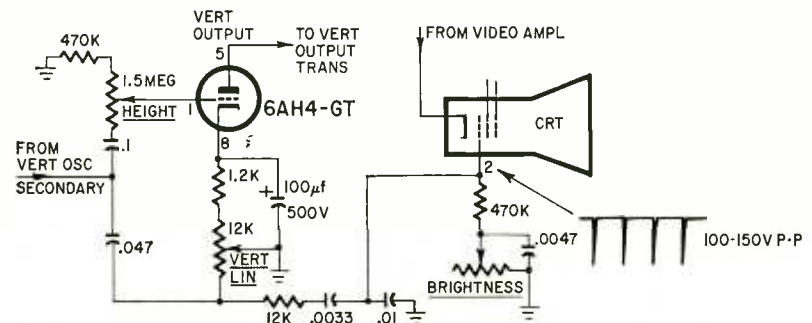 VERT
OUTPUT
5
TO VERT
OUTPUT
TRANS
470K
1.5MEG
HEIGHT
1
6AH4-GT
.1
FROM
VERT OSC
SECONDARY
8
1.2K
+
100µf
500V
.047
12K
VERT
LIN
12K
.0033
.01
FROM VIDEO AMPL
CRT
2
470K
.0047
BRIGHTNESS
100-150V P-P